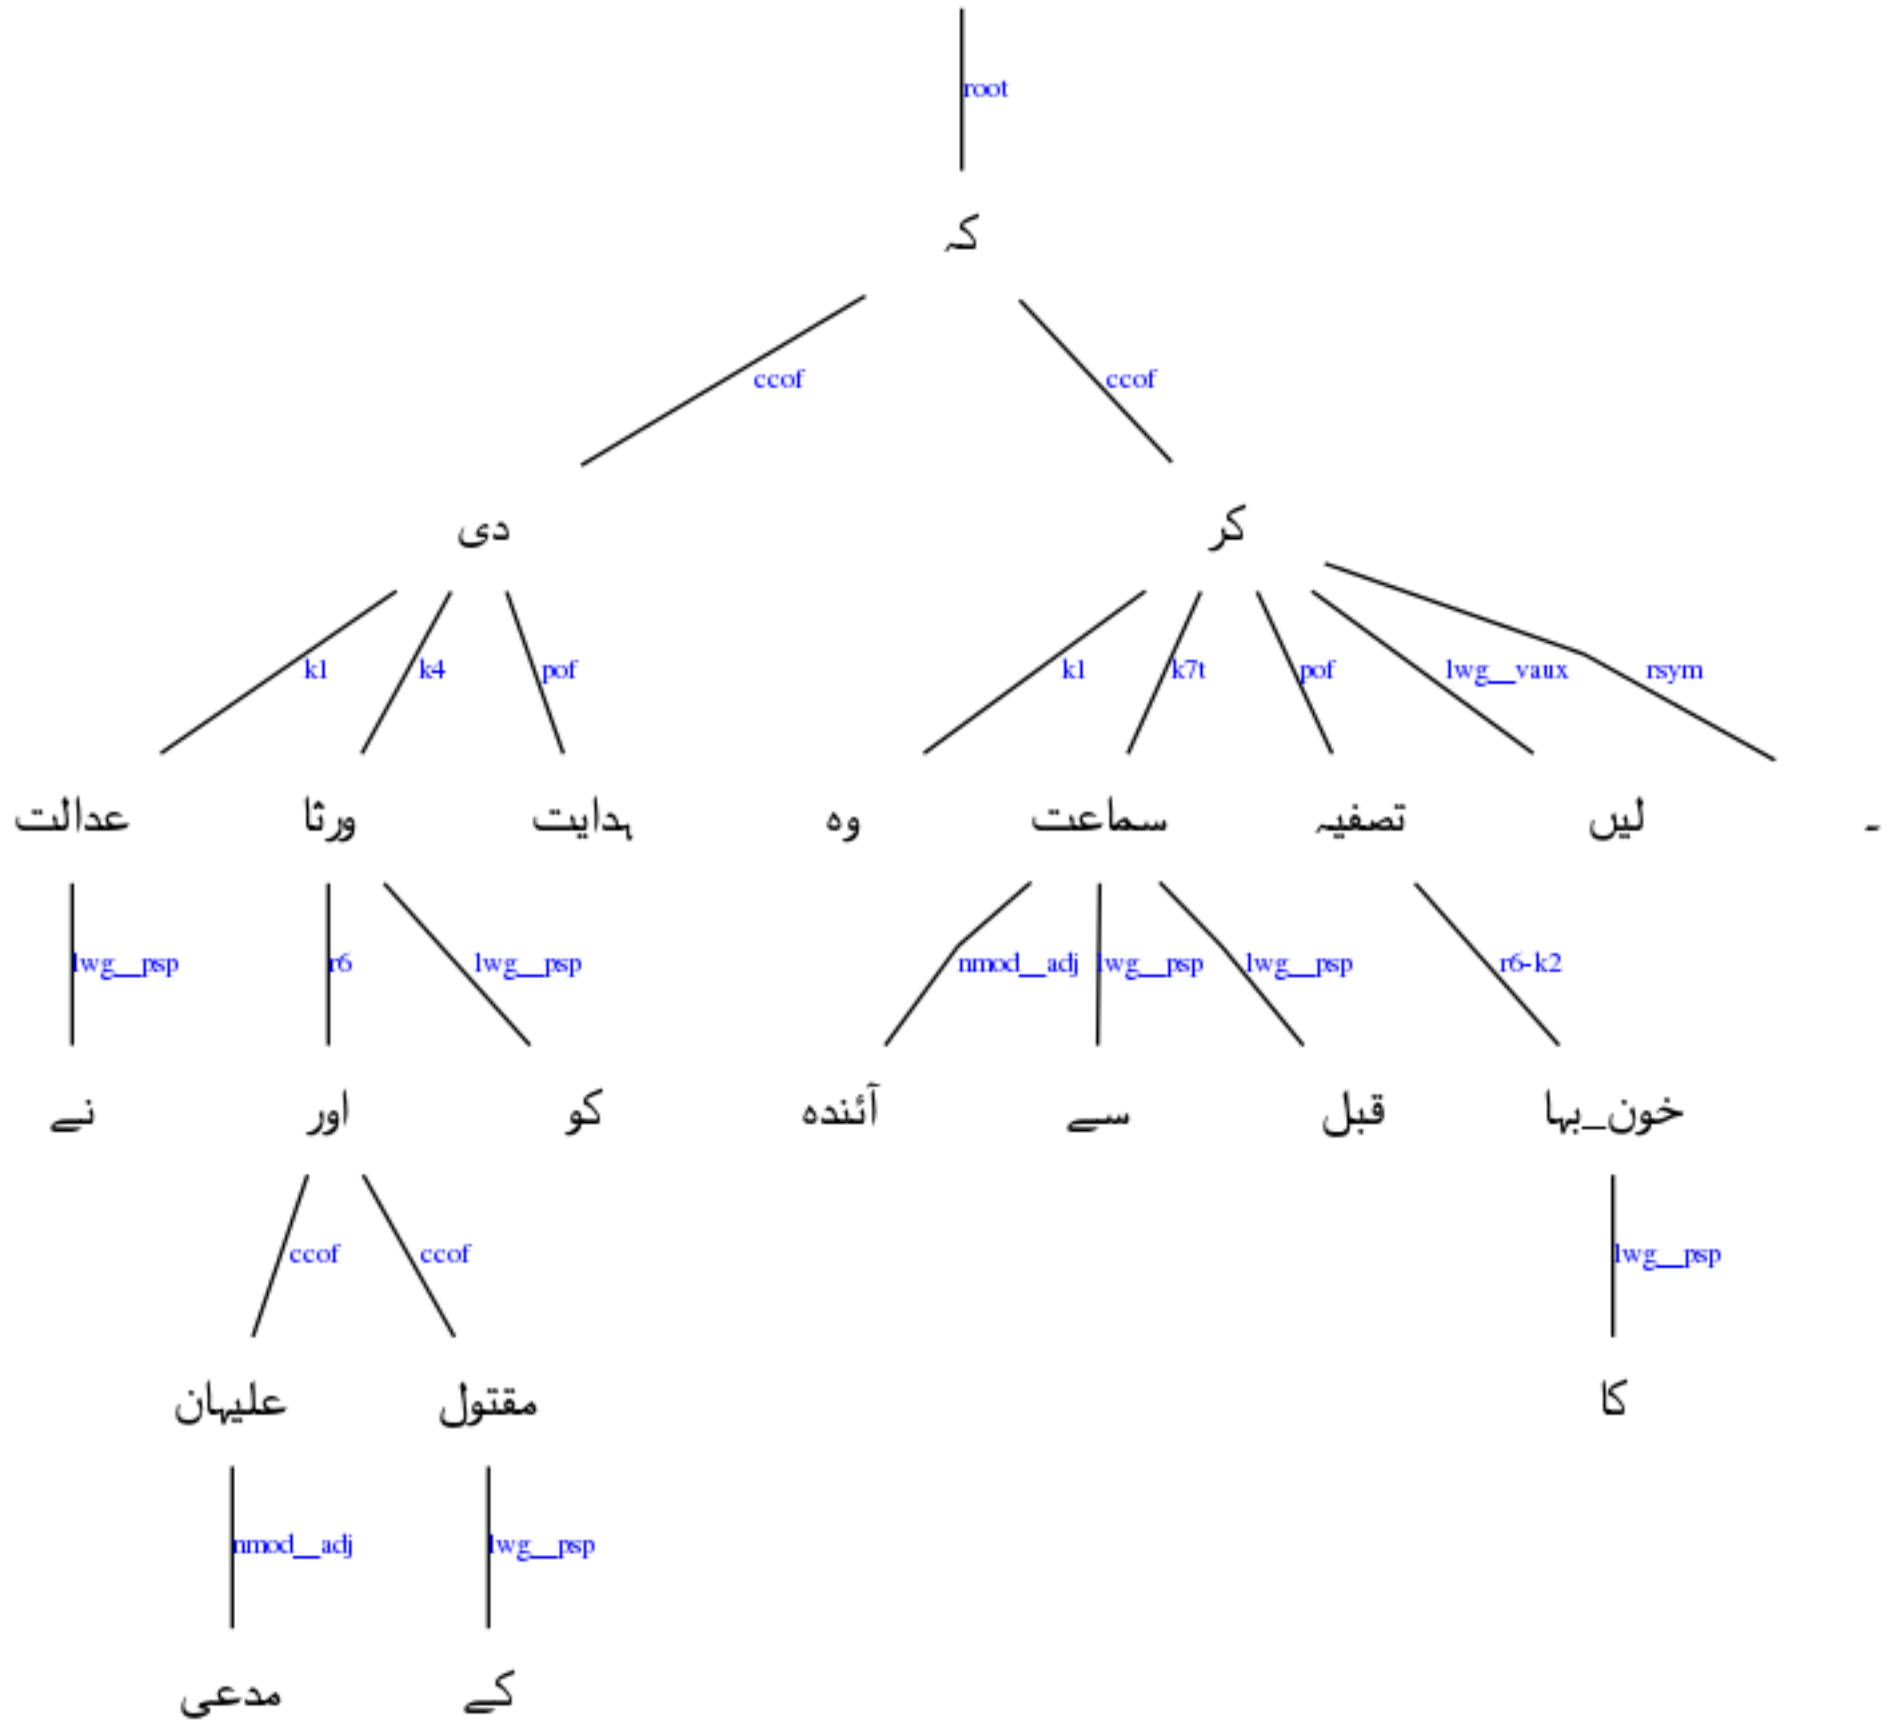 root
کہ
ccof ccof
دی کر
k1 k4 pof k1 k7t pof lwg__vaux rsym
عدالت ورثا ہدایت وہ سماعت تصفیہ لیں ۔
lwg__psp r6 lwg__psp nmod__adj lwg__psp lwg__psp r6-k2
نے اور کو آئندہ سے قبل خون_بہا
ccof ccof lwg__psp
علیہان مقتول کا
nmod__adj lwg__psp
مدعی کے